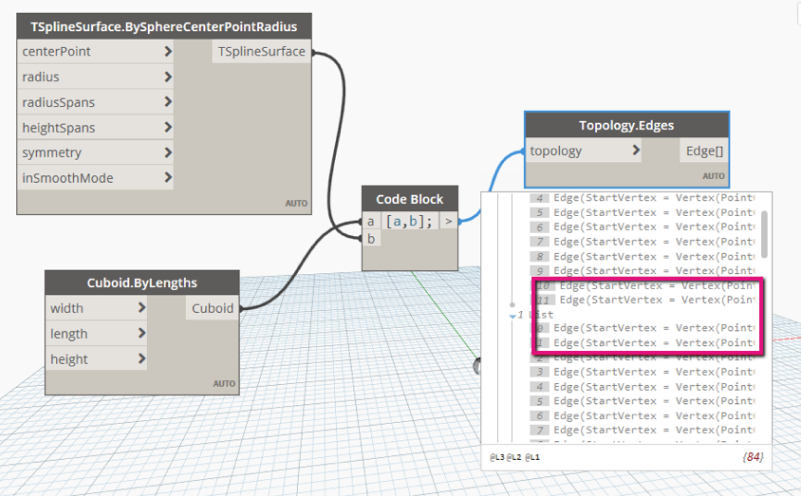 TSplineSurface.BySphereCenterPointRadius
centerPoint > TSplineSurface
radius >
radiusSpans >
heightSpans >
symmetry >
inSmoothMode >
AUTO
Topology.Edges
topology > Edge[]
AUTO
Code Block
a [a,b]; >
b
Cuboid.ByLengths
width > Cuboid
length >
height >
AUTO
4 Edge(StartVertex = Vertex(Point
5 Edge(StartVertex = Vertex(Point
6 Edge(StartVertex = Vertex(Point
7 Edge(StartVertex = Vertex(Point
8 Edge(StartVertex = Vertex(Point
9 Edge(StartVertex = Vertex(Point
10 Edge(StartVertex = Vertex(Point
11 Edge(StartVertex = Vertex(Point
1 List
0 Edge(StartVertex = Vertex(Point
1 Edge(StartVertex = Vertex(Point
2 Edge(StartVertex = Vertex(Point
3 Edge(StartVertex = Vertex(Point
4 Edge(StartVertex = Vertex(Point
5 Edge(StartVertex = Vertex(Point
6 Edge(StartVertex = Vertex(Point
7 Edge(StartVertex = Vertex(Point
@L3 @L2 @L1 {84}